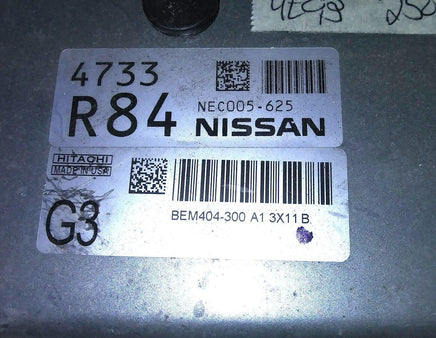 4733
R84
NEC005-625
NISSAN
HITACHI
MADE IN USA
G3
BEM404-300 A1 3X11 B